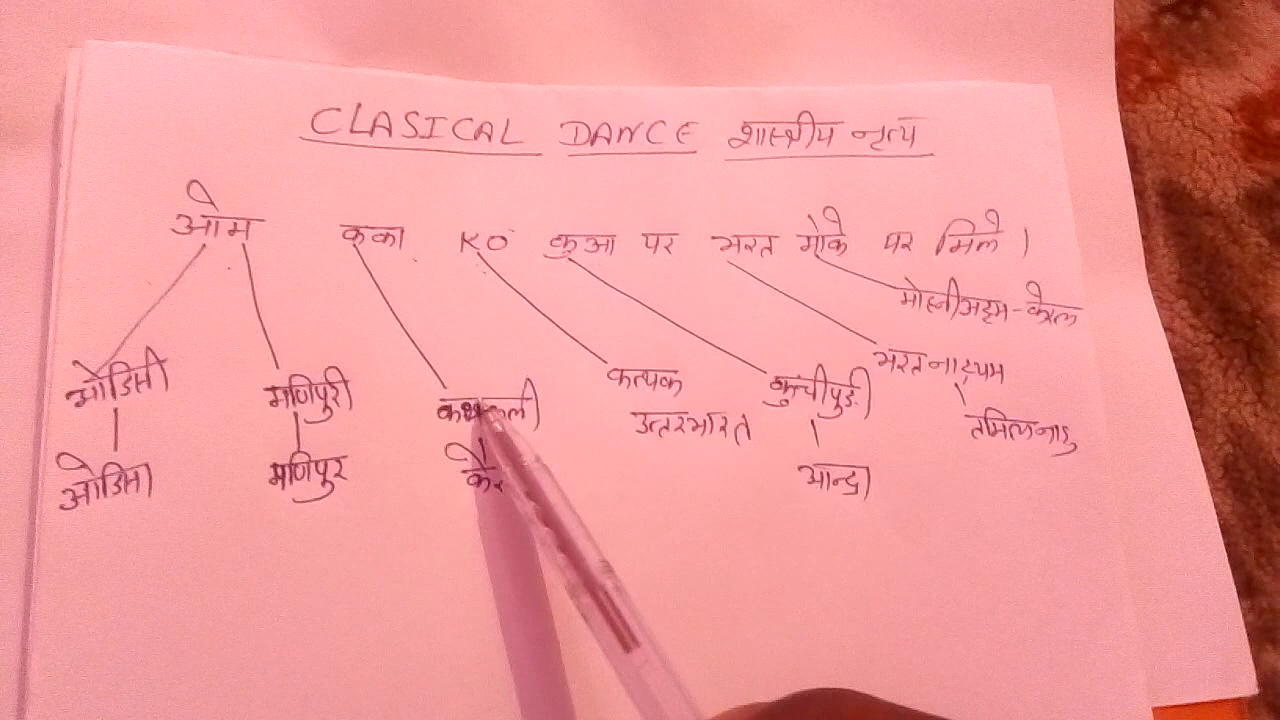 CLASICAL DANCE शास्त्रीय नृत्य
ओम कका KO कुआ पर भरत मौके पर मिले।
मोहनीअट्टम - केरल
ओडिसी मणिपुरी कथकली कत्थक कुच्चीपुड़ी भरतनाट्यम
ओडिसा मणिपुर उत्तरभारत आन्द्रा तमिलनाडु